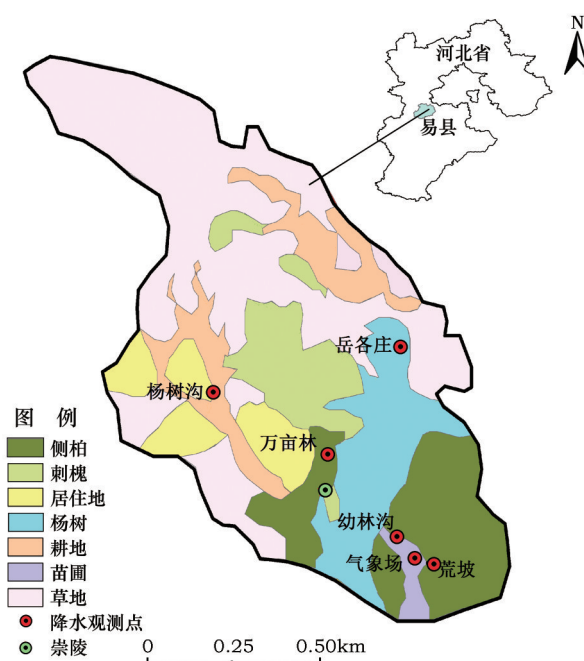 N
河北省
易县
岳各庄
杨树沟
万亩林
幼林沟
气象场
荒坡
图 例
侧柏
刺槐
居住地
杨树
耕地
苗圃
草地
降水观测点
崇陵
0 0.25 0.50km